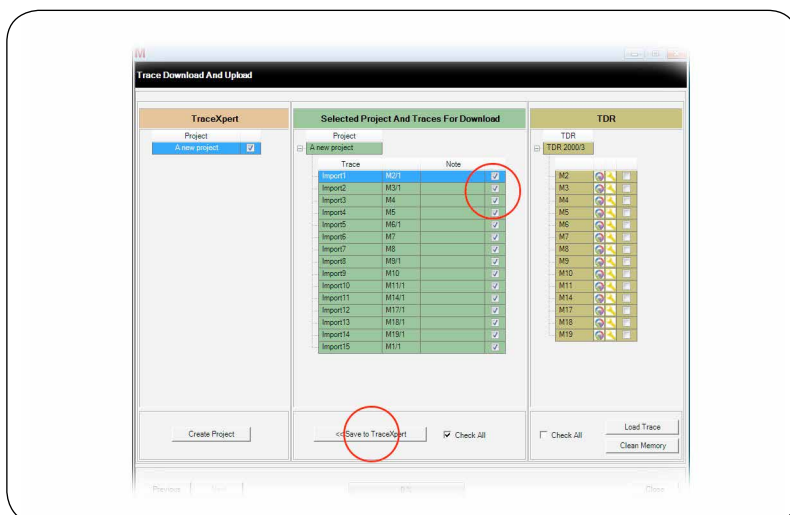 M
Trace Download And Upload
TraceXpert
Selected Project And Traces For Download
TDR
Project
A new project
Project
A new project
Trace Note
Import1 M2/1
Import2 M3/1
Import3 M4
Import4 M5
Import5 M6/1
Import6 M7
Import7 M8
Import8 M9/1
Import9 M10
Import10 M11/1
Import11 M14/1
Import12 M17/1
Import13 M18/1
Import14 M19/1
Import15 M1/1
TDR
TDR 2000/3
M2
M3
M4
M5
M6
M7
M8
M9
M10
M11
M14
M17
M18
M19
Create Project
<<Save to TraceXpert
Check All
Check All
Load Trace
Clean Memory
Previous
Next
0 %
Close